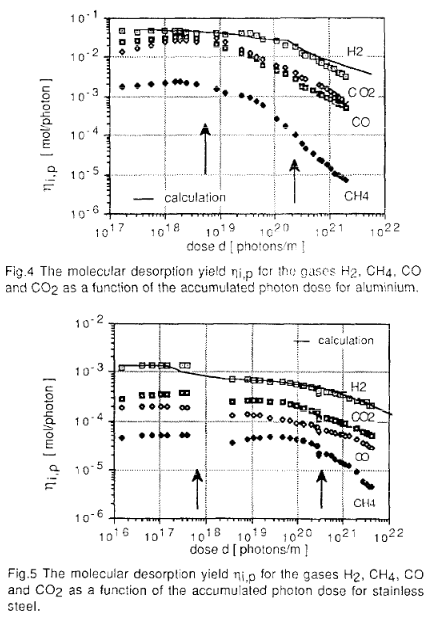 10⁻¹
10⁻²
10⁻³
10⁻⁴
10⁻⁵
10⁻⁶
ηi,p [ mol/photon]
H2
CO2
CO
CH4
calculation
10¹⁷ 10¹⁸ 10¹⁹ 10²⁰ 10²¹ 10²²
dose d [ photons/m ]
Fig.4 The molecular desorption yield ηi,p for the gases H2, CH4, CO
and CO2 as a function of the accumulated photon dose for aluminium.
10⁻²
10⁻³
10⁻⁴
10⁻⁵
10⁻⁶
ηi,p [ mol/photon]
calculation
H2
CO2
CO
CH4
10¹⁶ 10¹⁷ 10¹⁸ 10¹⁹ 10²⁰ 10²¹ 10²²
dose d [ photons/m ]
Fig.5 The molecular desorption yield ηi,p for the gases H2, CH4, CO
and CO2 as a function of the accumulated photon dose for stainless
steel.